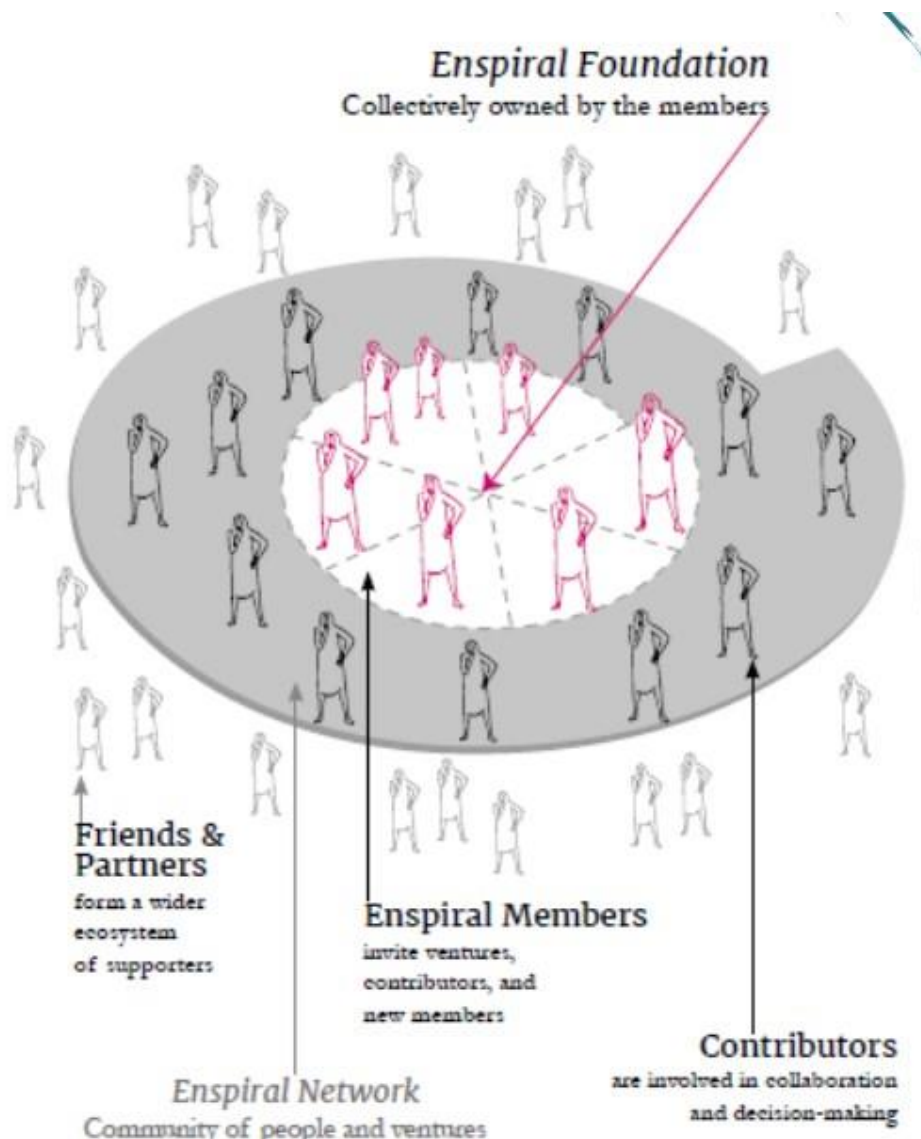 Enspiral Foundation
Collectively owned by the members
Friends &
Partners
form a wider
ecosystem
of supporters
Enspiral Members
invite ventures,
contributors, and
new members
Contributors
are involved in collaboration
and decision-making
Enspiral Network
Community of people and ventures